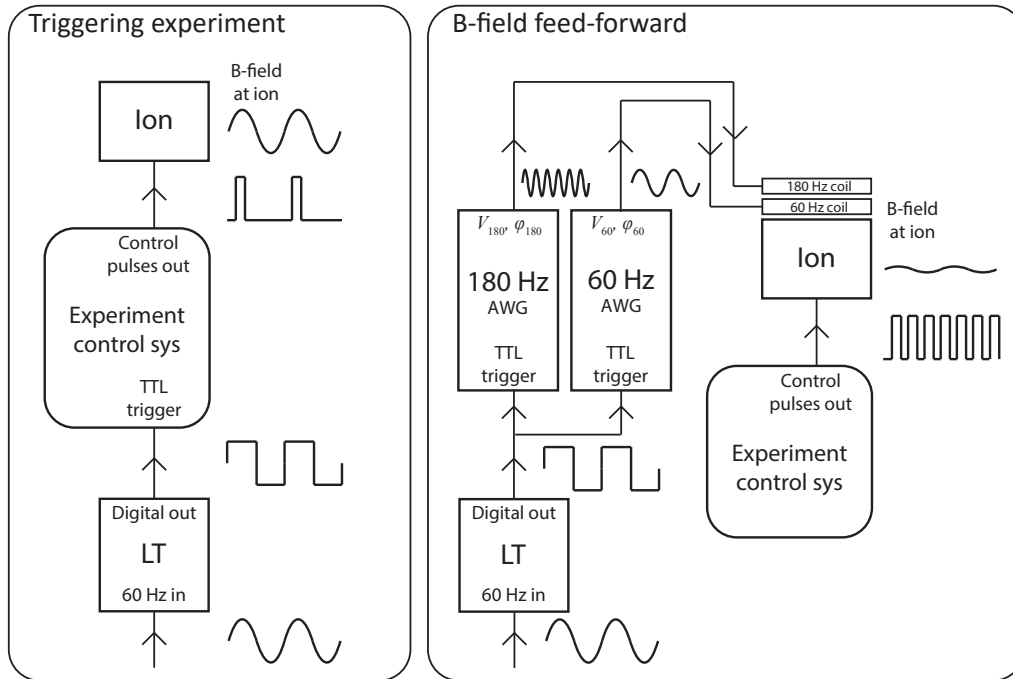 Triggering experiment
B-field
at ion
Ion
Control
pulses out
Experiment
control sys
TTL
trigger
Digital out
LT
60 Hz in
B-field feed-forward
180 Hz coil
60 Hz coil
B-field
at ion
Ion
V180, φ180
180 Hz
AWG
TTL
trigger
V60, φ60
60 Hz
AWG
TTL
trigger
Control
pulses out
Experiment
control sys
Digital out
LT
60 Hz in